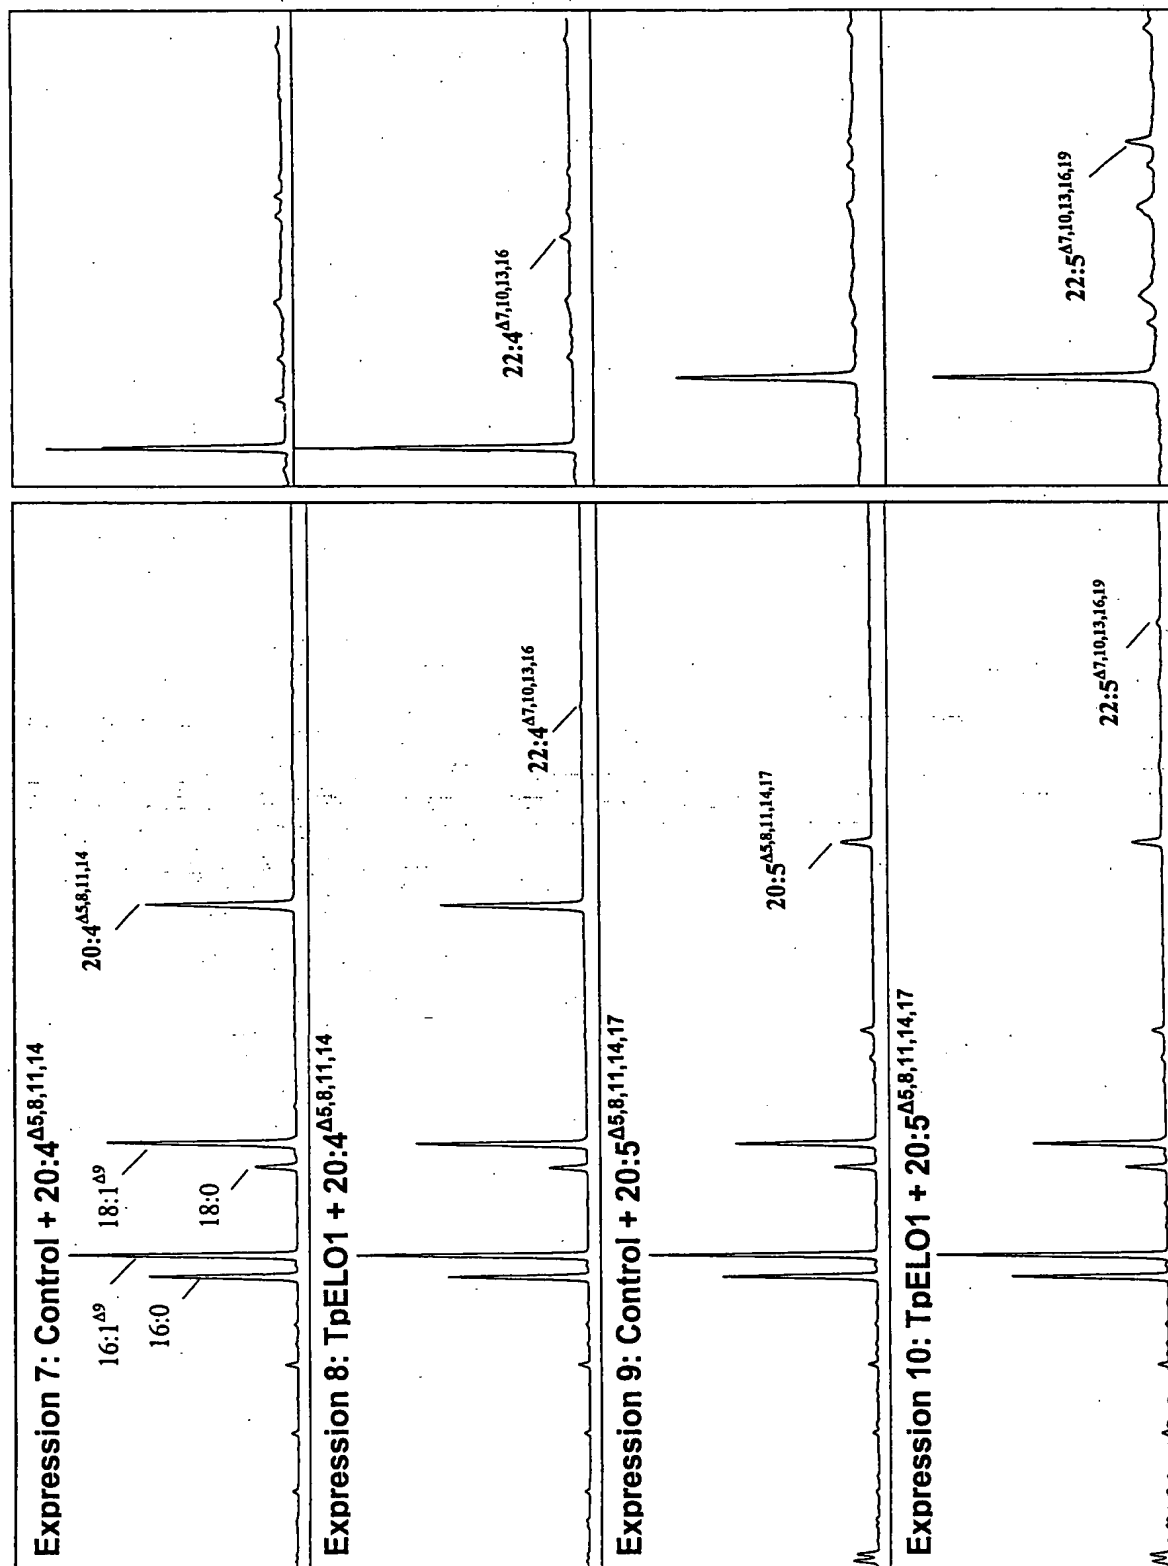 Expression 7: Control + 20:4Δ5,8,11,14
16:1Δ9
16:0
18:1Δ9
18:0
20:4Δ5,8,11,14
Expression 8: TpELO1 + 20:4Δ5,8,11,14
22:4Δ7,10,13,16
22:4Δ7,10,13,16
Expression 9: Control + 20:5Δ5,8,11,14,17
20:5Δ5,8,11,14,17
Expression 10: TpELO1 + 20:5Δ5,8,11,14,17
22:5Δ7,10,13,16,19
22:5Δ7,10,13,16,19